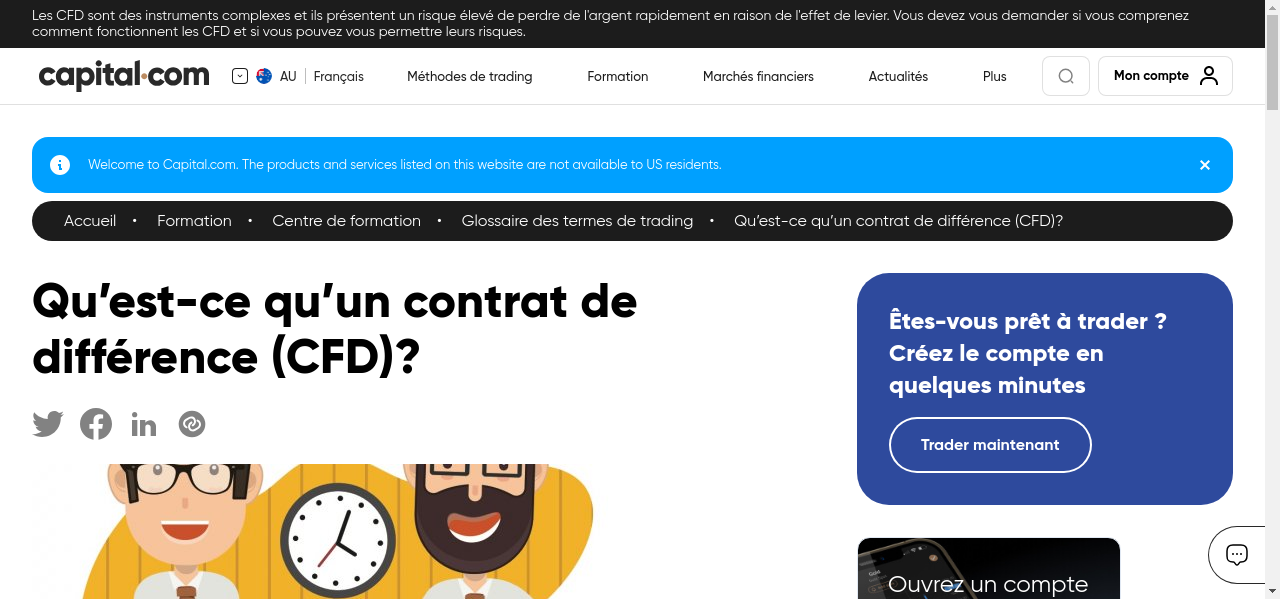 Les CFD sont des instruments complexes et ils présentent un risque élevé de perdre de l'argent rapidement en raison de l'effet de levier. Vous devez vous demander si vous comprenez
comment fonctionnent les CFD et si vous pouvez vous permettre leurs risques.
capital.com
AU
Français
Méthodes de trading
Formation
Marchés financiers
Actualités
Plus
Mon compte
Welcome to Capital.com. The products and services listed on this website are not available to US residents.
Accueil • Formation • Centre de formation • Glossaire des termes de trading • Qu’est-ce qu’un contrat de différence (CFD)?
Qu’est-ce qu’un contrat de
différence (CFD)?
Êtes-vous prêt à trader ?
Créez le compte en
quelques minutes
Trader maintenant
Ouvrez un compte